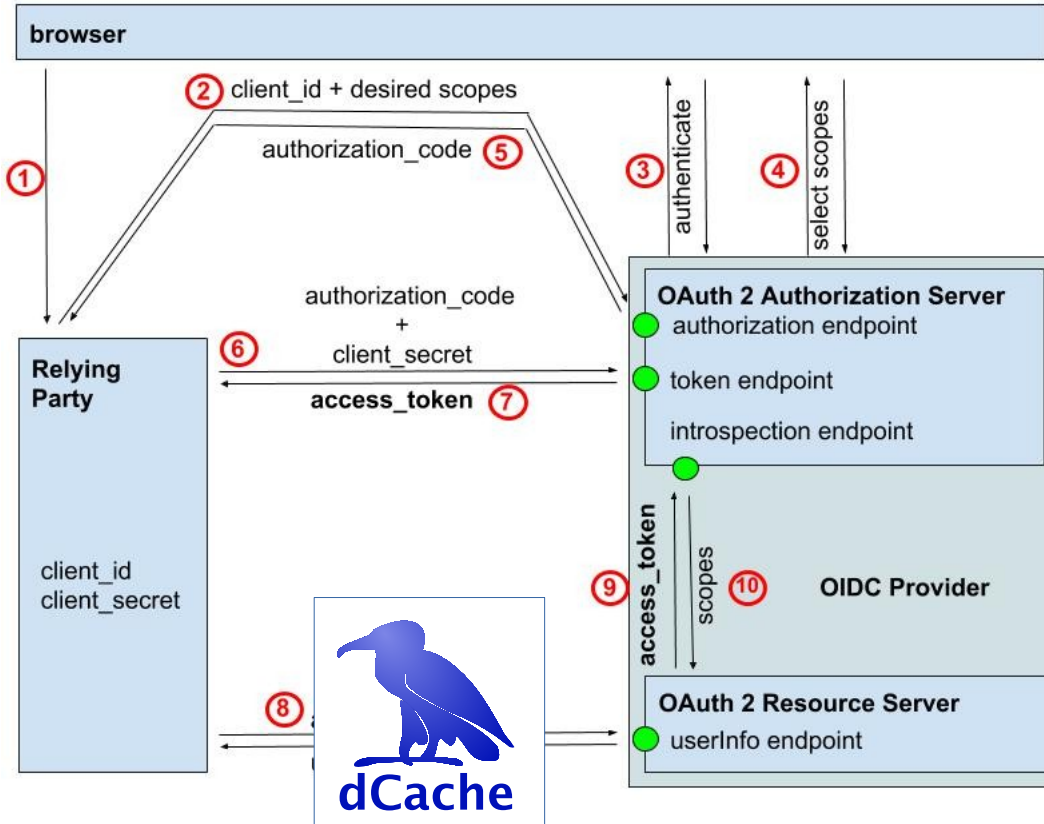 browser
2 client_id + desired scopes
authorization_code 5
1
3
authenticate
4
select scopes
OAuth 2 Authorization Server
authorization endpoint
authorization_code
+
client_secret
6
access_token 7
token endpoint
introspection endpoint
Relying
Party
client_id
client_secret
9
access_token
scopes
10
OIDC Provider
8
OAuth 2 Resource Server
userInfo endpoint
dCache